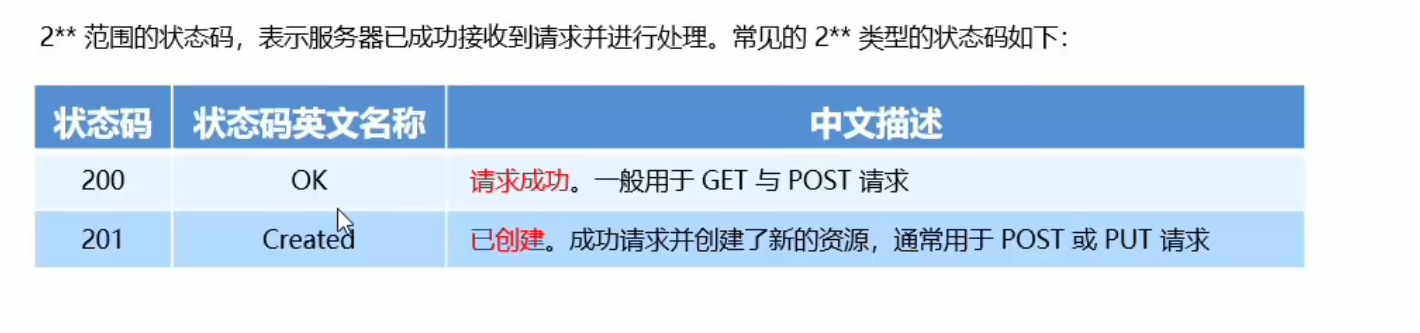 2** 范围的状态码，表示服务器已成功接收到请求并进行处理。常见的 2** 类型的状态码如下：
状态码 状态码英文名称 中文描述
200 OK 请求成功。一般用于 GET 与 POST 请求
201 Created 已创建。成功请求并创建了新的资源，通常用于 POST 或 PUT 请求